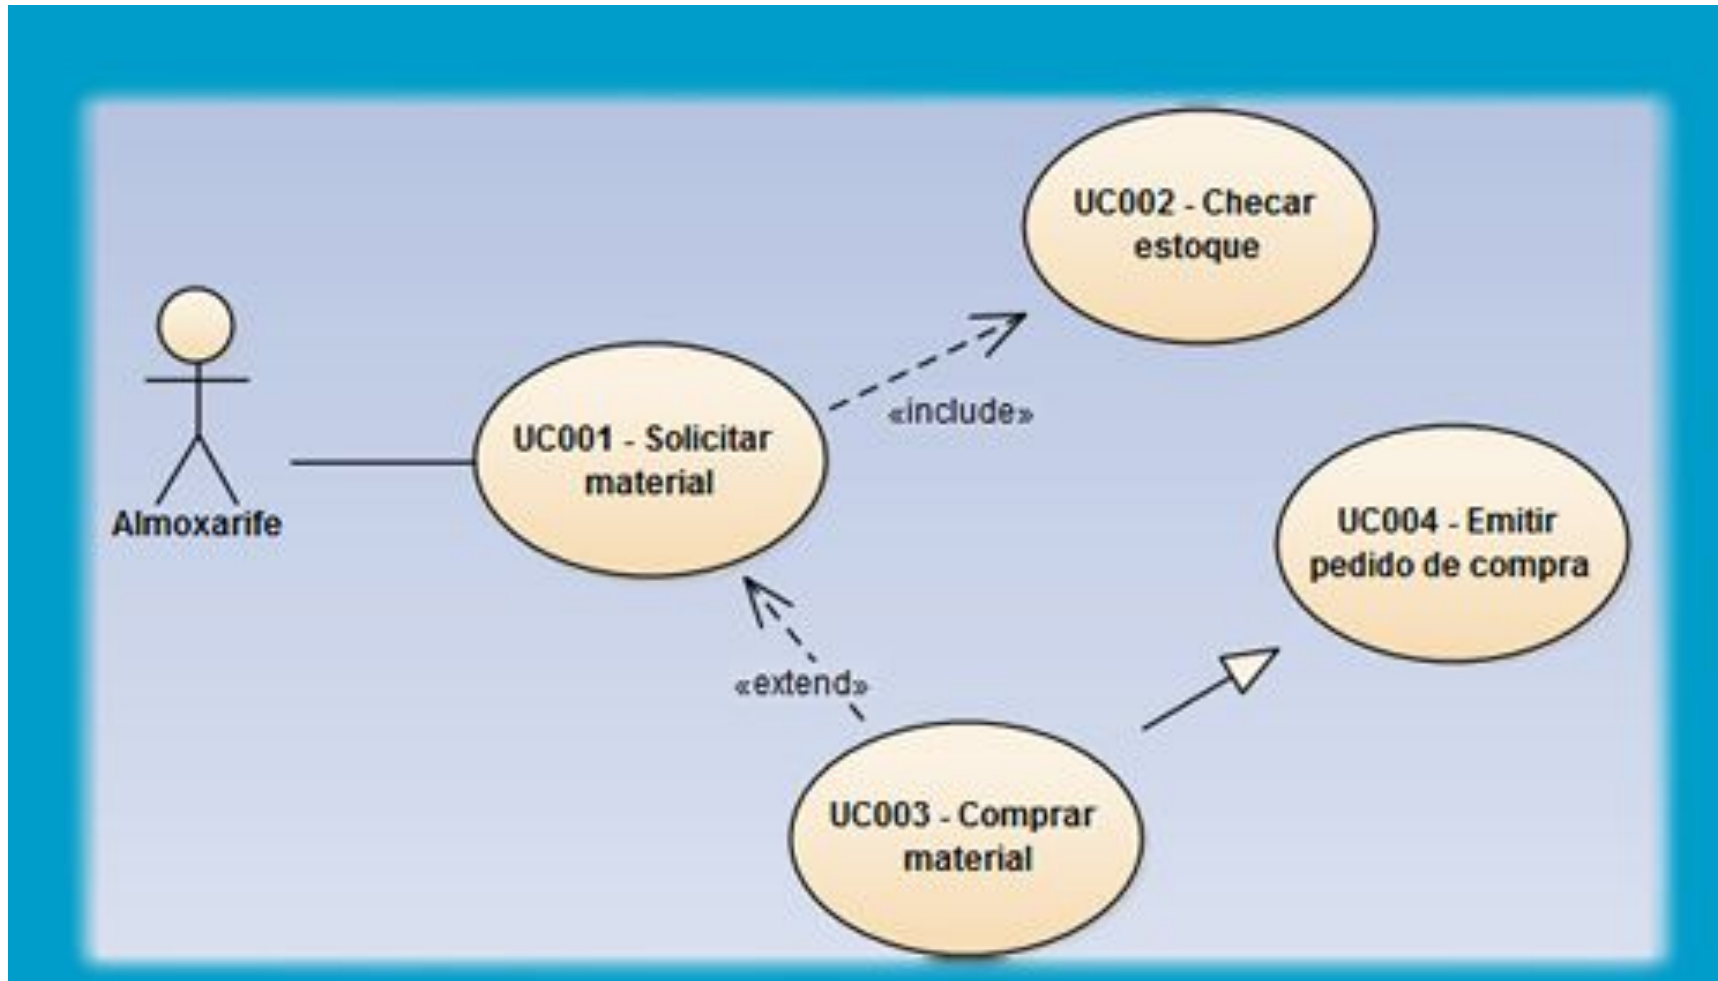 UC002 - Checar
estoque
«include»
UC001 - Solicitar
material
Almoxarife
UC004 - Emitir
pedido de compra
«extend»
UC003 - Comprar
material